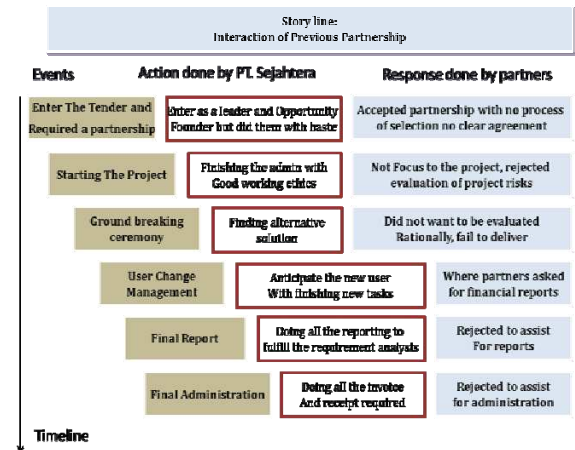 Story line:
Interaction of Previous Partnership
Events
Action done by PT. Sejahtera
Response done by partners
Enter The Tender and
Required a partnership
Enter as a leader and Opportunity
Founder but did them with haste
Accepted partnership with no process
of selection no clear agreement
Starting The Project
Finishing the admin with
Good working ethics
Not Focus to the project, rejected
evaluation of project risks
Ground breaking
ceremony
Finding alternative
solution
Did not want to be evaluated
Rationally, fail to deliver
User Change
Management
Anticipate the new user
With finishing new tasks
Where partners asked
for financial reports
Final Report
Doing all the reporting to
fulfill the requirement analysis
Rejected to assist
For reports
Final Administration
Doing all the invoice
And receipt required
Rejected to assist
for administration
Timeline